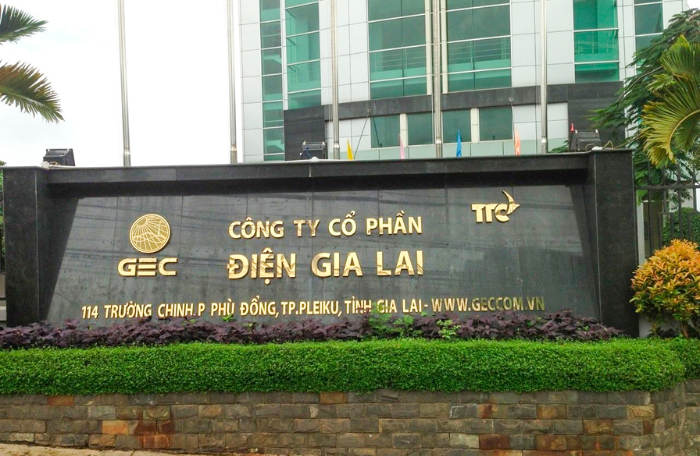 GEC
CÔNG TY CỔ PHẦN
ĐIỆN GIA LAI
TTC
114 TRƯỜNG CHINH.P PHÙ ĐỔNG,TP.PLEIKU,TỈNH GIA LAI-WWW.GECCOM.VN